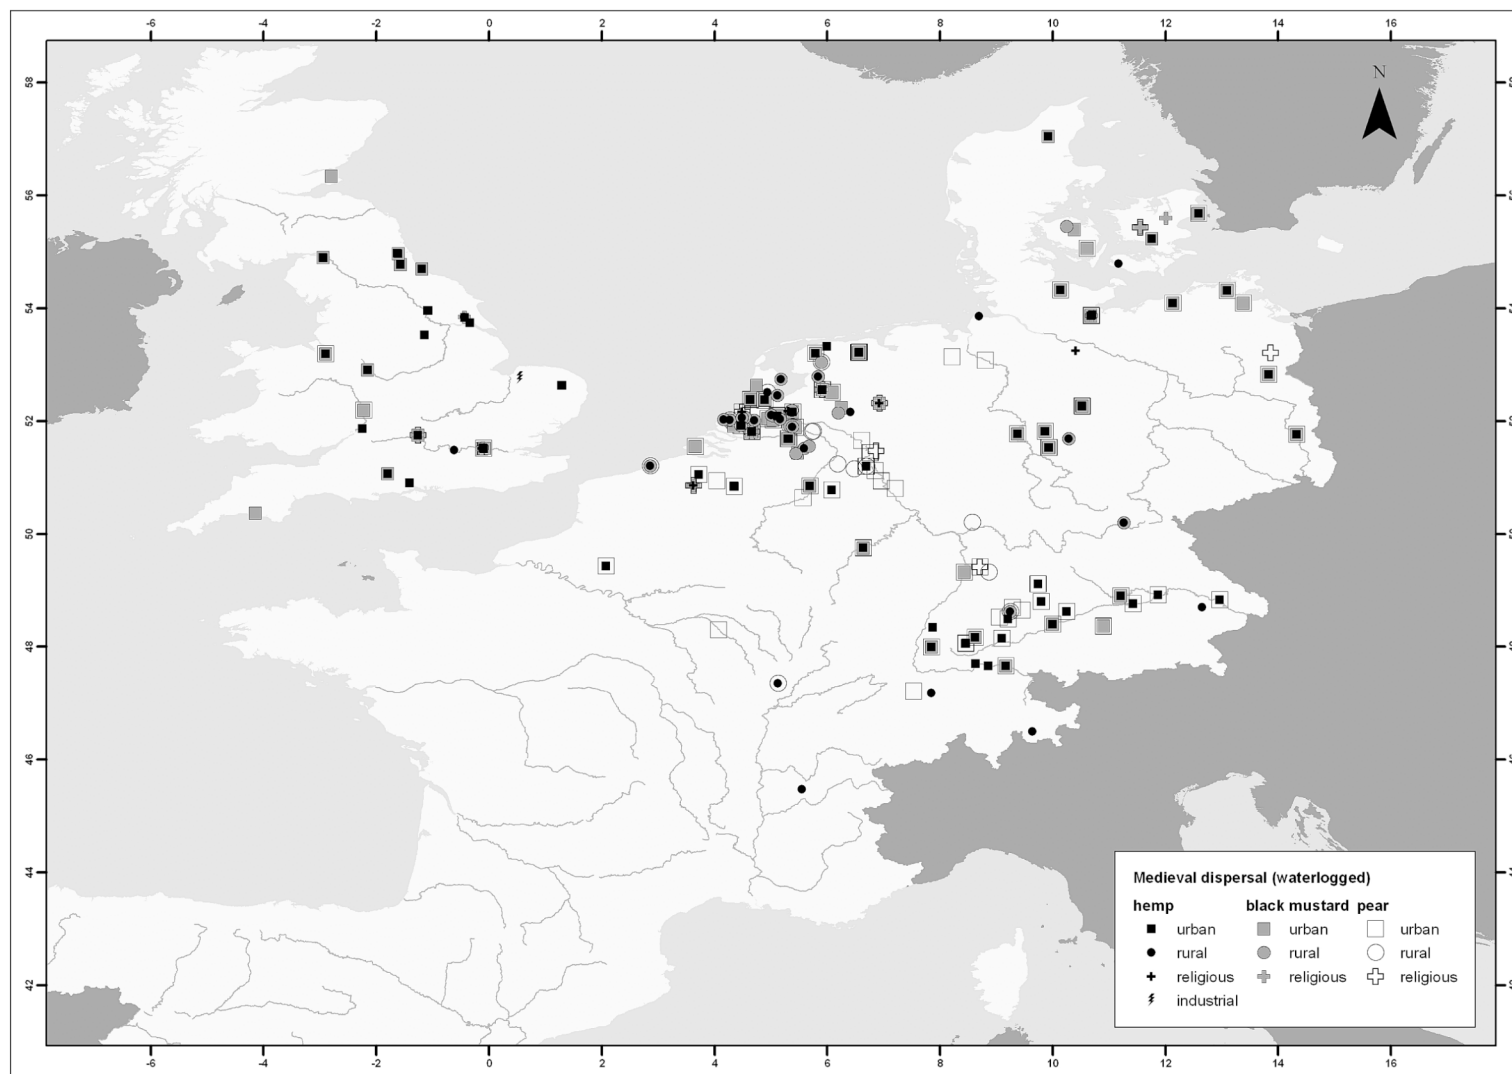 -6 -4 -2 0 2 4 6 8 10 12 14 16
58
N
56
54
52
50
48
46
44
42
Medieval dispersal (waterlogged)
hemp black mustard pear
urban urban urban
rural rural rural
religious religious religious
industrial
-6 -4 -2 0 2 4 6 8 10 12 14 16